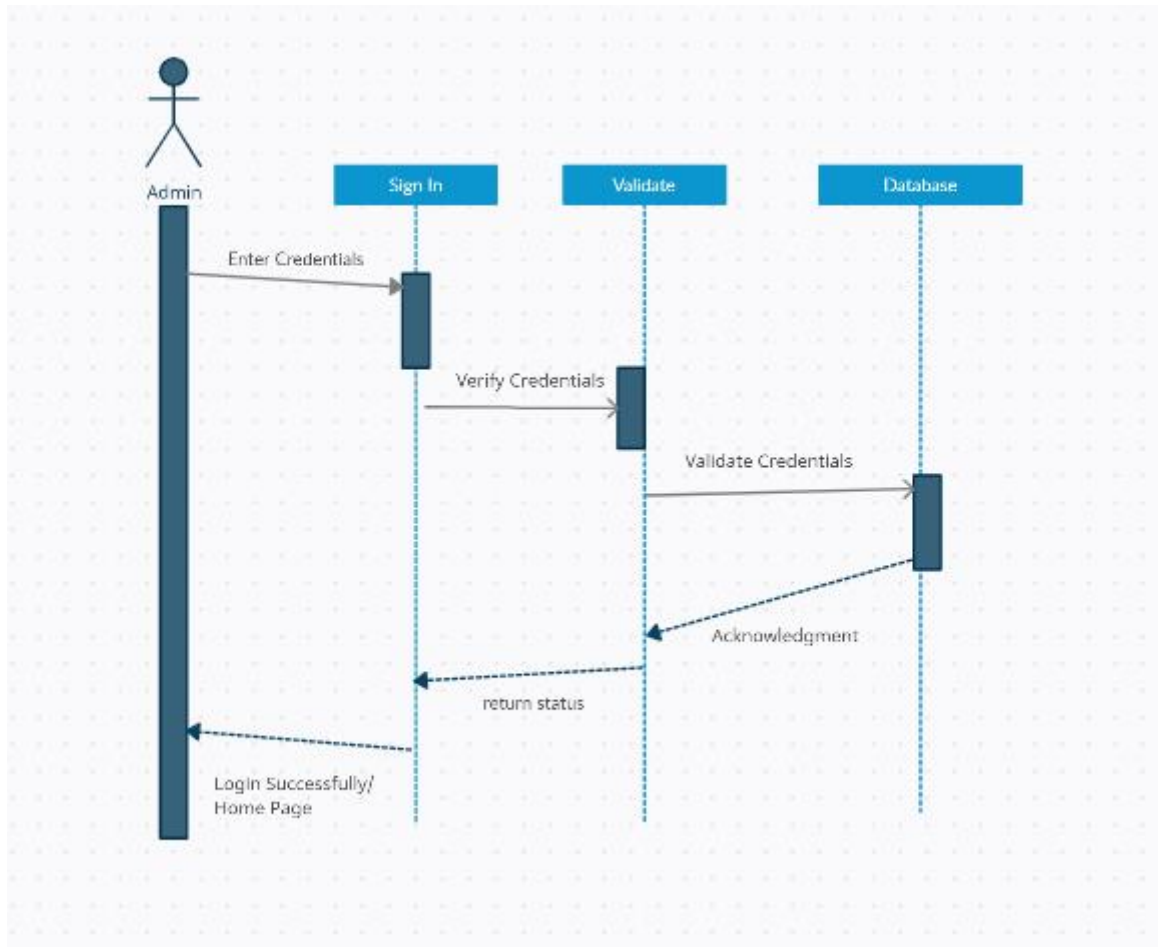 Admin
Sign In
Validate
Database
Enter Credentials
Verify Credentials
Validate Credentials
Acknowledgment
return status
Login Successfully/
Home Page